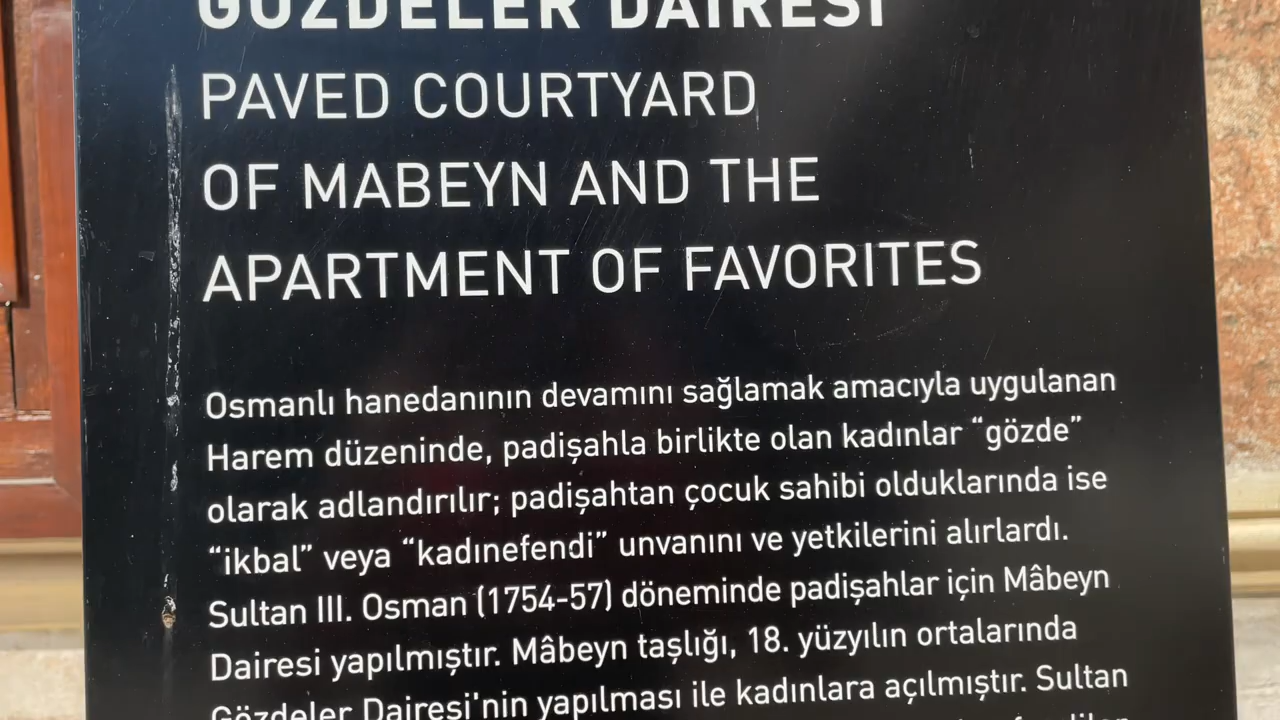 GÖZDELER DAİRESİ
PAVED COURTYARD
OF MABEYN AND THE
APARTMENT OF FAVORITES
Osmanlı hanedanının devamını sağlamak amacıyla uygulanan
Harem düzeninde, padişahla birlikte olan kadınlar “gözde”
olarak adlandırılır; padişahtan çocuk sahibi olduklarında ise
“ikbal” veya “kadınefendi” unvanını ve yetkilerini alırlardı.
Sultan III. Osman (1754-57) döneminde padişahlar için Mâbeyn
Dairesi yapılmıştır. Mâbeyn taşlığı, 18. yüzyılın ortalarında
Gözdeler Dairesi'nin yapılması ile kadınlara açılmıştır. Sultan